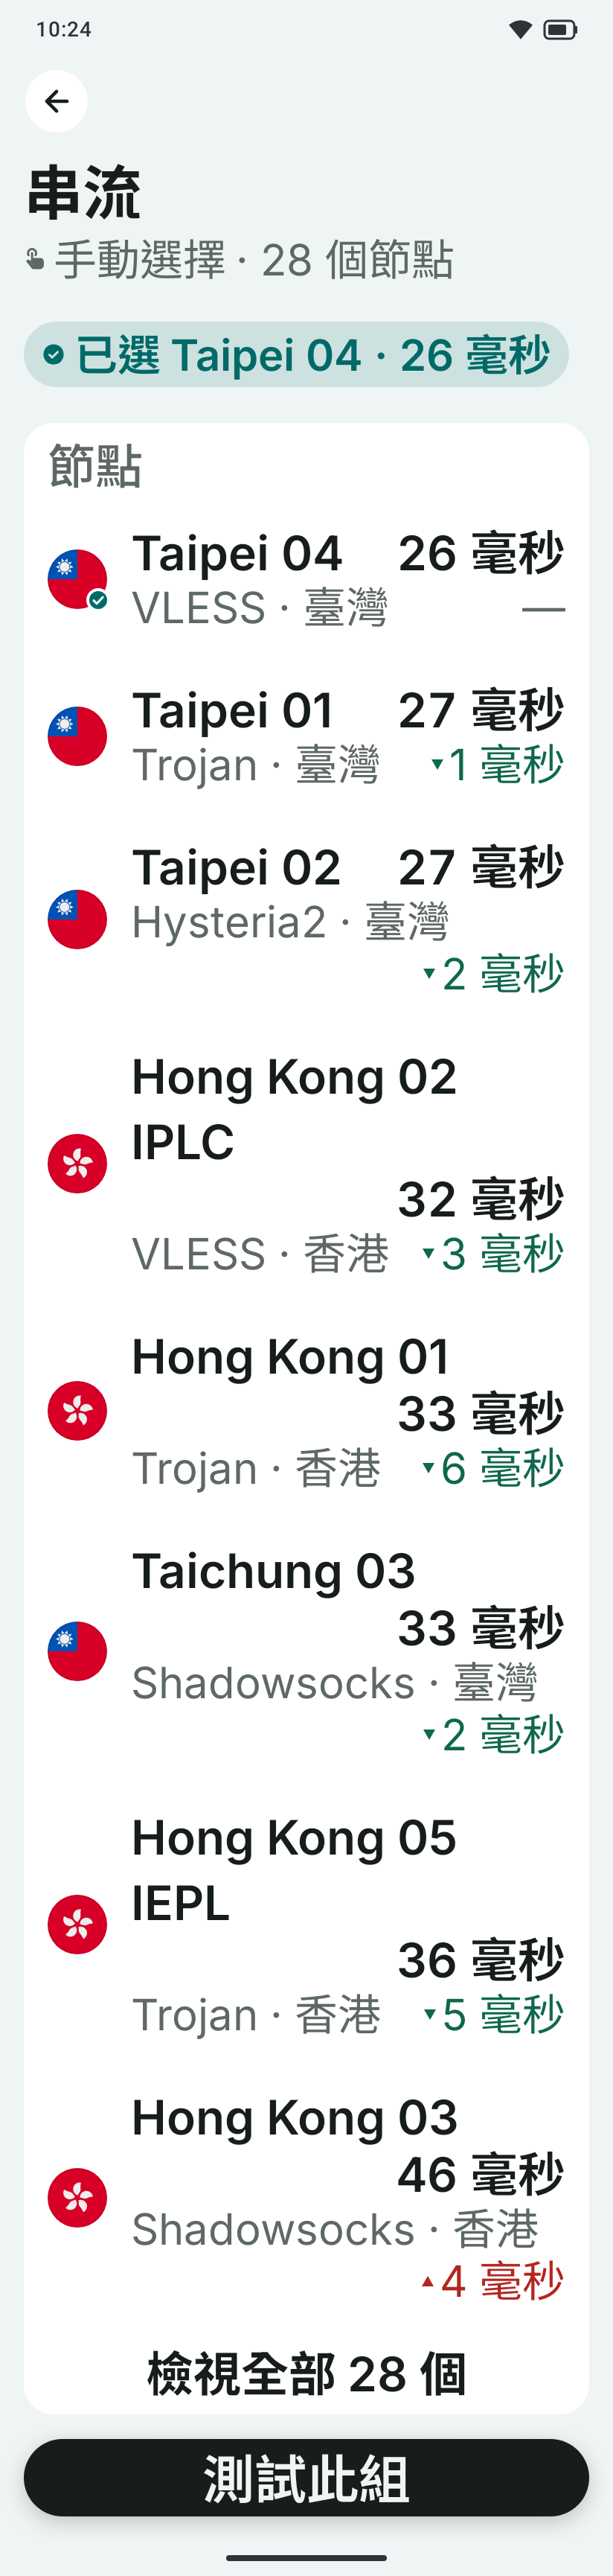 10:24
串流
手動選擇 · 28 個節點
已選 Taipei 04 · 26 毫秒
節點
Taipei 04 26 毫秒
VLESS · 臺灣 —
Taipei 01 27 毫秒
Trojan · 臺灣 ▼1 毫秒
Taipei 02 27 毫秒
Hysteria2 · 臺灣
▼2 毫秒
Hong Kong 02
IPLC
32 毫秒
VLESS · 香港 ▼3 毫秒
Hong Kong 01
33 毫秒
Trojan · 香港 ▼6 毫秒
Taichung 03
33 毫秒
Shadowsocks · 臺灣
▼2 毫秒
Hong Kong 05
IEPL
36 毫秒
Trojan · 香港 ▼5 毫秒
Hong Kong 03
46 毫秒
Shadowsocks · 香港
▲4 毫秒
檢視全部 28 個
測試此組